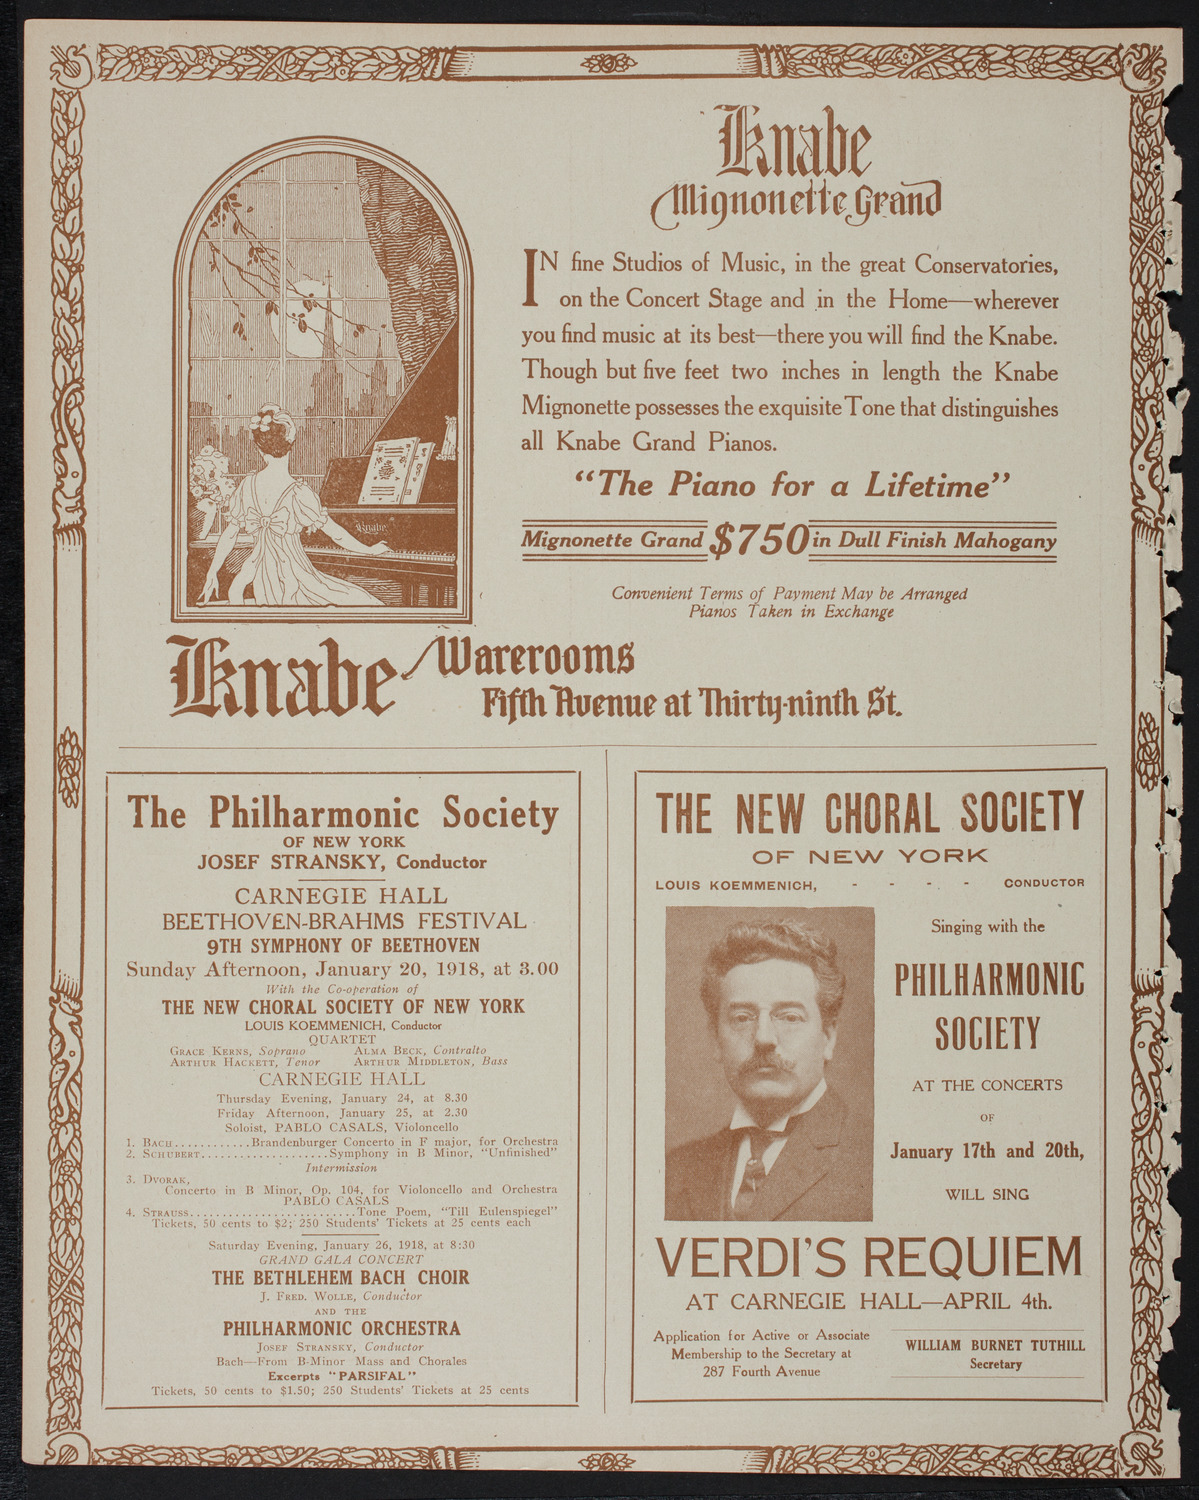 Knabe
Mignonette Grand
IN fine Studios of Music, in the great Conservatories,
on the Concert Stage and in the Home—wherever
you find music at its best—there you will find the Knabe.
Though but five feet two inches in length the Knabe
Mignonette possesses the exquisite Tone that distinguishes
all Knabe Grand Pianos.
"The Piano for a Lifetime"
Mignonette Grand $750 in Dull Finish Mahogany
Convenient Terms of Payment May be Arranged
Pianos Taken in Exchange
Knabe
Knabe Warerooms
Fifth Avenue at Thirty-ninth St.
The Philharmonic Society
OF NEW YORK
JOSEF STRANSKY, Conductor
CARNEGIE HALL
BEETHOVEN-BRAHMS FESTIVAL
9TH SYMPHONY OF BEETHOVEN
Sunday Afternoon, January 20, 1918, at 3.00
With the Co-operation of
THE NEW CHORAL SOCIETY OF NEW YORK
LOUIS KOEMMENICH, Conductor
QUARTET
GRACE KERNS, Soprano ALMA BECK, Contralto
ARTHUR HACKETT, Tenor ARTHUR MIDDLETON, Bass
CARNEGIE HALL
Thursday Evening, January 24, at 8.30
Friday Afternoon, January 25, at 2.30
Soloist, PABLO CASALS, Violoncello
1. BACH............Brandenburger Concerto in F major, for Orchestra
2. SCHUBERT....................Symphony in B Minor, "Unfinished"
Intermission
3. DVORAK,
Concerto in B Minor, Op. 104, for Violoncello and Orchestra
PABLO CASALS
4. STRAUSS..........................Tone Poem, "Till Eulenspiegel"
Tickets, 50 cents to $2; 250 Students' Tickets at 25 cents each
Saturday Evening, January 26, 1918, at 8:30
GRAND GALA CONCERT
THE BETHLEHEM BACH CHOIR
J. FRED. WOLLE, Conductor
AND THE
PHILHARMONIC ORCHESTRA
JOSEF STRANSKY, Conductor
Bach—From B-Minor Mass and Chorales
Excerpts "PARSIFAL"
Tickets, 50 cents to $1.50; 250 Students' Tickets at 25 cents
THE NEW CHORAL SOCIETY
OF NEW YORK
LOUIS KOEMMENICH, - - - - CONDUCTOR
Singing with the
PHILHARMONIC
SOCIETY
AT THE CONCERTS
OF
January 17th and 20th,
WILL SING
VERDI'S REQUIEM
AT CARNEGIE HALL—APRIL 4th.
Application for Active or Associate
Membership to the Secretary at
287 Fourth Avenue
WILLIAM BURNET TUTHILL
Secretary